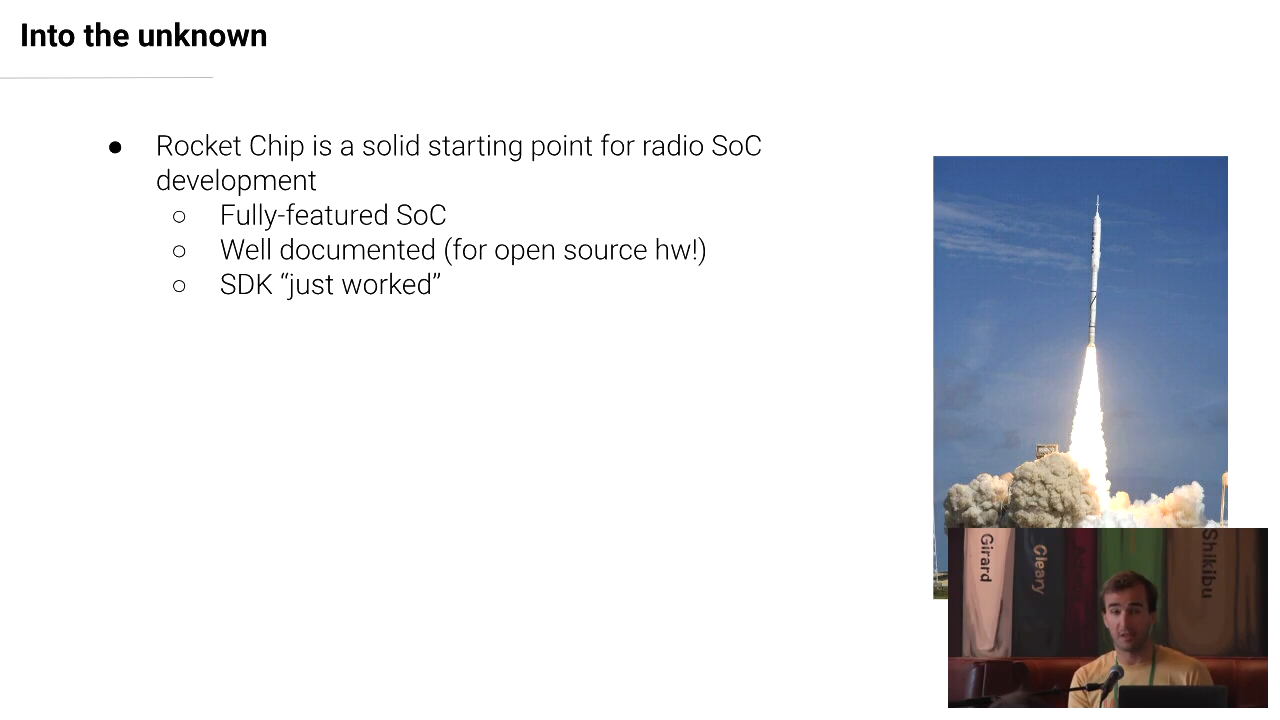 Into the unknown
● Rocket Chip is a solid starting point for radio SoC
development
○ Fully-featured SoC
○ Well documented (for open source hw!)
○ SDK “just worked”
Girard
Cleary
Shikibu